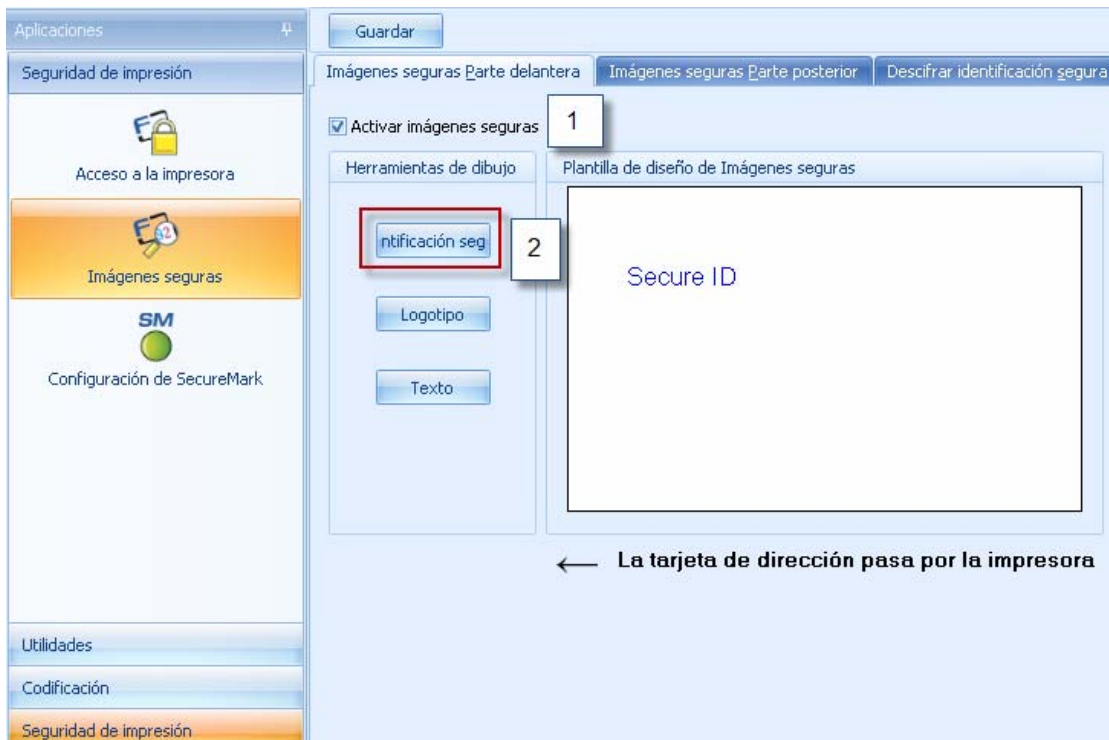 Aplicaciones
Guardar
Seguridad de impresión
Imágenes seguras Parte delantera
Imágenes seguras Parte posterior
Descifrar identificación segura
Activar imágenes seguras
1
Acceso a la impresora
Herramientas de dibujo
Plantilla de diseño de Imágenes seguras
ntificación seg
2
Secure ID
Imágenes seguras
Logotipo
SM
Configuración de SecureMark
Texto
← La tarjeta de dirección pasa por la impresora
Utilidades
Codificación
Seguridad de impresión